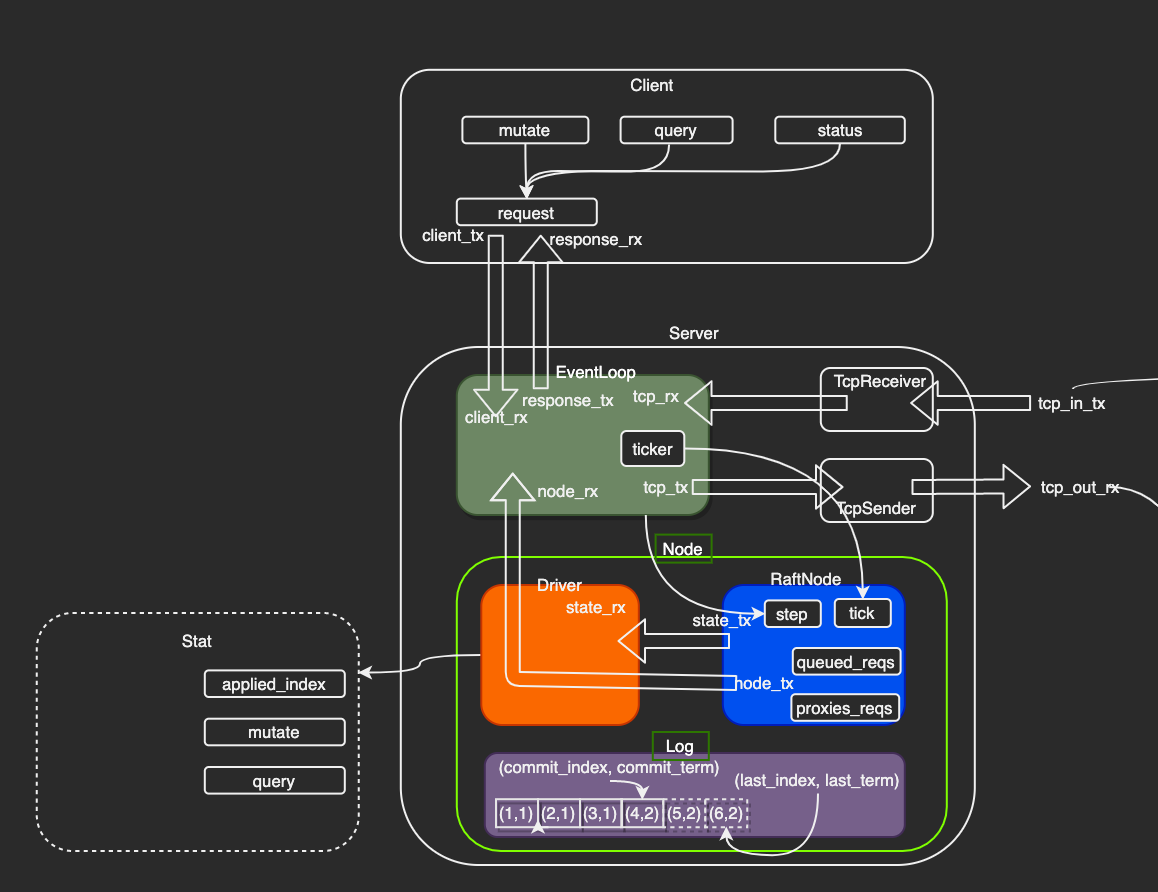 Client
mutate
query
status
request
client_tx
response_rx
Server
EventLoop
TcpReceiver
response_tx
tcp_rx
tcp_in_tx
client_rx
ticker
node_rx
tcp_tx
tcp_out_rx
TcpSender
Node
Driver
RaftNode
state_rx
step
tick
state_tx
Stat
queued_reqs
applied_index
node_tx
proxies_reqs
mutate
Log
(commit_index, commit_term)
query
(last_index, last_term)
(1,1) (2,1) (3,1) (4,2) (5,2) (6,2)